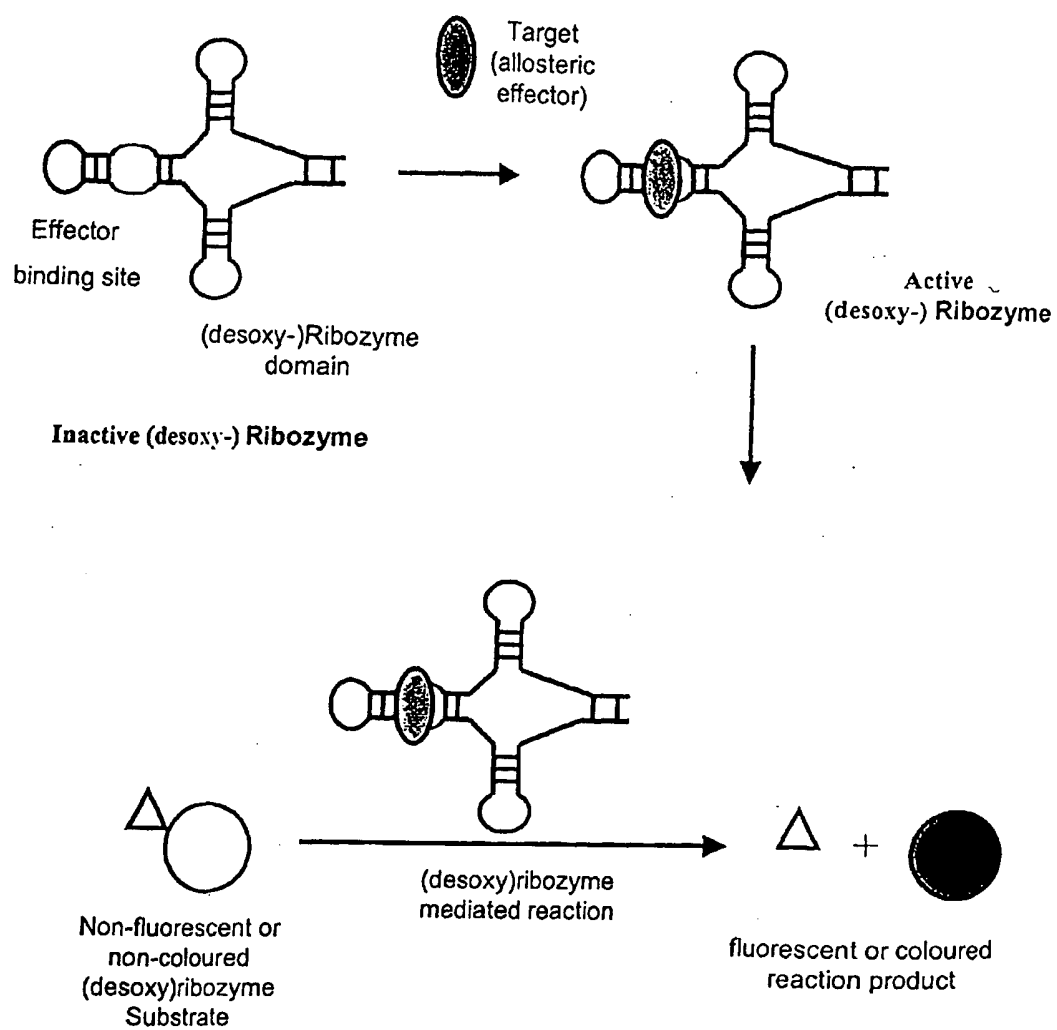 Target
(allosteric
effector)
Effector
binding site
(desoxy-)Ribozyme
domain
Active
(desoxy-) Ribozyme
Inactive (desoxy-) Ribozyme
(desoxy)ribozyme
mediated reaction
Non-fluorescent or
non-coloured
(desoxy)ribozyme
Substrate
+
fluorescent or coloured
reaction product